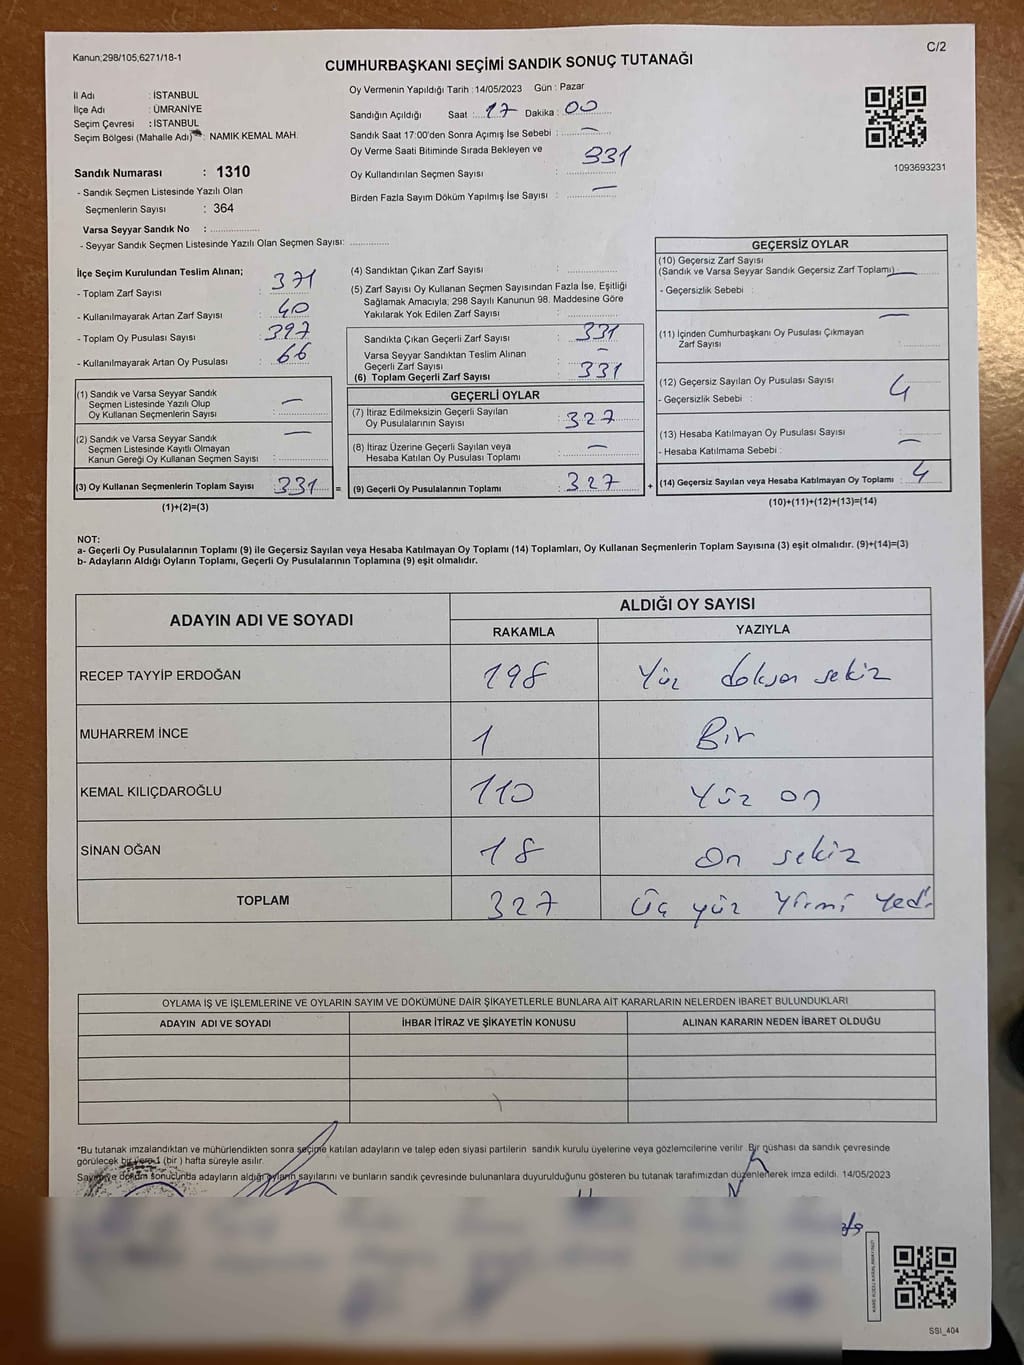 Kanun;298/105,6271/18-1
C/2
CUMHURBAŞKANI SEÇİMİ SANDIK SONUÇ TUTANAĞI
İl Adı : İSTANBUL
İlçe Adı : ÜMRANİYE
Seçim Çevresi : İSTANBUL
Seçim Bölgesi (Mahalle Adı) : NAMIK KEMAL MAH.
Sandık Numarası : 1310
- Sandık Seçmen Listesinde Yazılı Olan
Seçmenlerin Sayısı : 364
Varsa Seyyar Sandık No :
- Seyyar Sandık Seçmen Listesinde Yazılı Olan Seçmen Sayısı:
Oy Vermenin Yapıldığı Tarih : 14/05/2023 Gün : Pazar
Sandığın Açıldığı Saat : 17 Dakika : 00
Sandık Saat 17:00'den Sonra Açımış İse Sebebi : —
Oy Verme Saati Bitiminde Sırada Bekleyen ve
Oy Kullandırılan Seçmen Sayısı : 331
Birden Fazla Sayım Döküm Yapılmış İse Sayısı : —
1093693231
İlçe Seçim Kurulundan Teslim Alınan;
- Toplam Zarf Sayısı : 371
- Kullanılmayarak Artan Zarf Sayısı : 40
- Toplam Oy Pusulası Sayısı : 397
- Kullanılmayarak Artan Oy Pusulası : 66
(1) Sandık ve Varsa Seyyar Sandık
Seçmen Listesinde Yazılı Olup
Oy Kullanan Seçmenlerin Sayısı : —
(2) Sandık ve Varsa Seyyar Sandık
Seçmen Listesinde Kayıtlı Olmayan
Kanun Gereği Oy Kullanan Seçmen Sayısı : —
(3) Oy Kullanan Seçmenlerin Toplam Sayısı : 331 =
(1)+(2)=(3)
(4) Sandıktan Çıkan Zarf Sayısı :
(5) Zarf Sayısı Oy Kullanan Seçmen Sayısından Fazla İse, Eşitliği
Sağlamak Amacıyla; 298 Sayılı Kanunun 98. Maddesine Göre
Yakılarak Yok Edilen Zarf Sayısı :
Sandıkta Çıkan Geçerli Zarf Sayısı : 331
Varsa Seyyar Sandıktan Teslim Alınan
Geçerli Zarf Sayısı : —
(6) Toplam Geçerli Zarf Sayısı : 331
GEÇERLİ OYLAR
(7) İtiraz Edilmeksizin Geçerli Sayılan
Oy Pusulalarının Sayısı : 327
(8) İtiraz Üzerine Geçerli Sayılan veya
Hesaba Katılan Oy Pusulası Toplamı : —
(9) Geçerli Oy Pusulalarının Toplamı : 327 +
GEÇERSİZ OYLAR
(10) Geçersiz Zarf Sayısı
(Sandık ve Varsa Seyyar Sandık Geçersiz Zarf Toplamı) —
- Geçersizlik Sebebi :
(11) İçinden Cumhurbaşkanı Oy Pusulası Çıkmayan
Zarf Sayısı : —
(12) Geçersiz Sayılan Oy Pusulası Sayısı : 4
- Geçersizlik Sebebi :
(13) Hesaba Katılmayan Oy Pusulası Sayısı :
- Hesaba Katılmama Sebebi : —
(14) Geçersiz Sayılan veya Hesaba Katılmayan Oy Toplamı : 4
(10)+(11)+(12)+(13)=(14)
NOT:
a- Geçerli Oy Pusulalarının Toplamı (9) ile Geçersiz Sayılan veya Hesaba Katılmayan Oy Toplamı (14) Toplamları, Oy Kullanan Seçmenlerin Toplam Sayısına (3) eşit olmalıdır. (9)+(14)=(3)
b- Adayların Aldığı Oyların Toplamı, Geçerli Oy Pusulalarının Toplamına (9) eşit olmalıdır.
ADAYIN ADI VE SOYADI ALDIĞI OY SAYISI
RAKAMLA YAZIYLA
RECEP TAYYİP ERDOĞAN 198 Yüz doksan sekiz
MUHARREM İNCE 1 Bir
KEMAL KILIÇDAROĞLU 110 Yüz on
SİNAN OĞAN 18 On sekiz
TOPLAM 327 Üç yüz Yirmi Yedi
OYLAMA İŞ VE İŞLEMLERİNE VE OYLARIN SAYIM VE DÖKÜMÜNE DAİR ŞİKAYETLERLE BUNLARA AİT KARARLARIN NELERDEN İBARET BULUNDUKLARI
ADAYIN ADI VE SOYADI İHBAR İTİRAZ VE ŞİKAYETİN KONUSU ALINAN KARARIN NEDEN İBARET OLDUĞU
*Bu tutanak imzalandıktan ve mühürlendikten sonra seçime katılan adayların ve talep eden siyasi partilerin sandık kurulu üyelerine veya gözlemcilerine verilir. Bir nüshası da sandık çevresinde
görülecek bir yere 1 (bir ) hafta süreyle asılır.
Sayım ve döküm sonucunda adayların aldığı oyların sayılarını ve bunların sandık çevresinde bulunanlara duyurulduğunu gösteren bu tutanak tarafımızdan düzenlenerek imza edildi. 14/05/2023
SSI_404